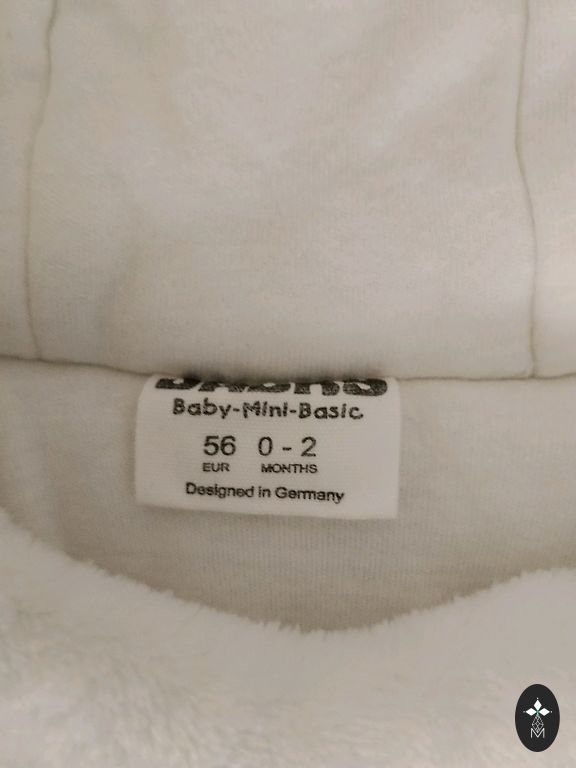 Baby-Mini-Basic
56 0 - 2
EUR MONTHS
Designed in Germany
M